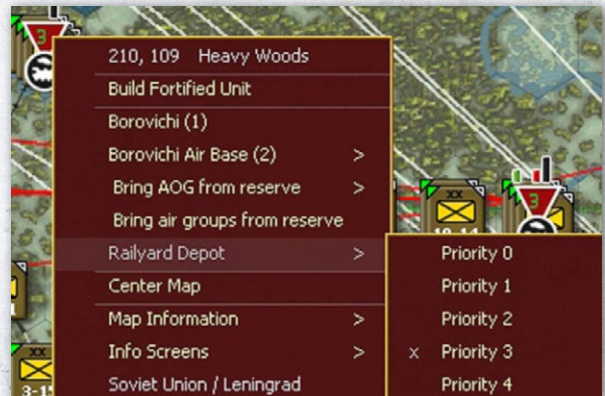 3
210, 109 Heavy Woods
Build Fortified Unit
Borovichi (1)
Borovichi Air Base (2) >
Bring AOG from reserve >
Bring air groups from reserve
Railyard Depot >
Center Map
Map Information >
Info Screens >
Soviet Union / Leningrad
Priority 0
Priority 1
Priority 2
x Priority 3
Priority 4
xx
3
xx